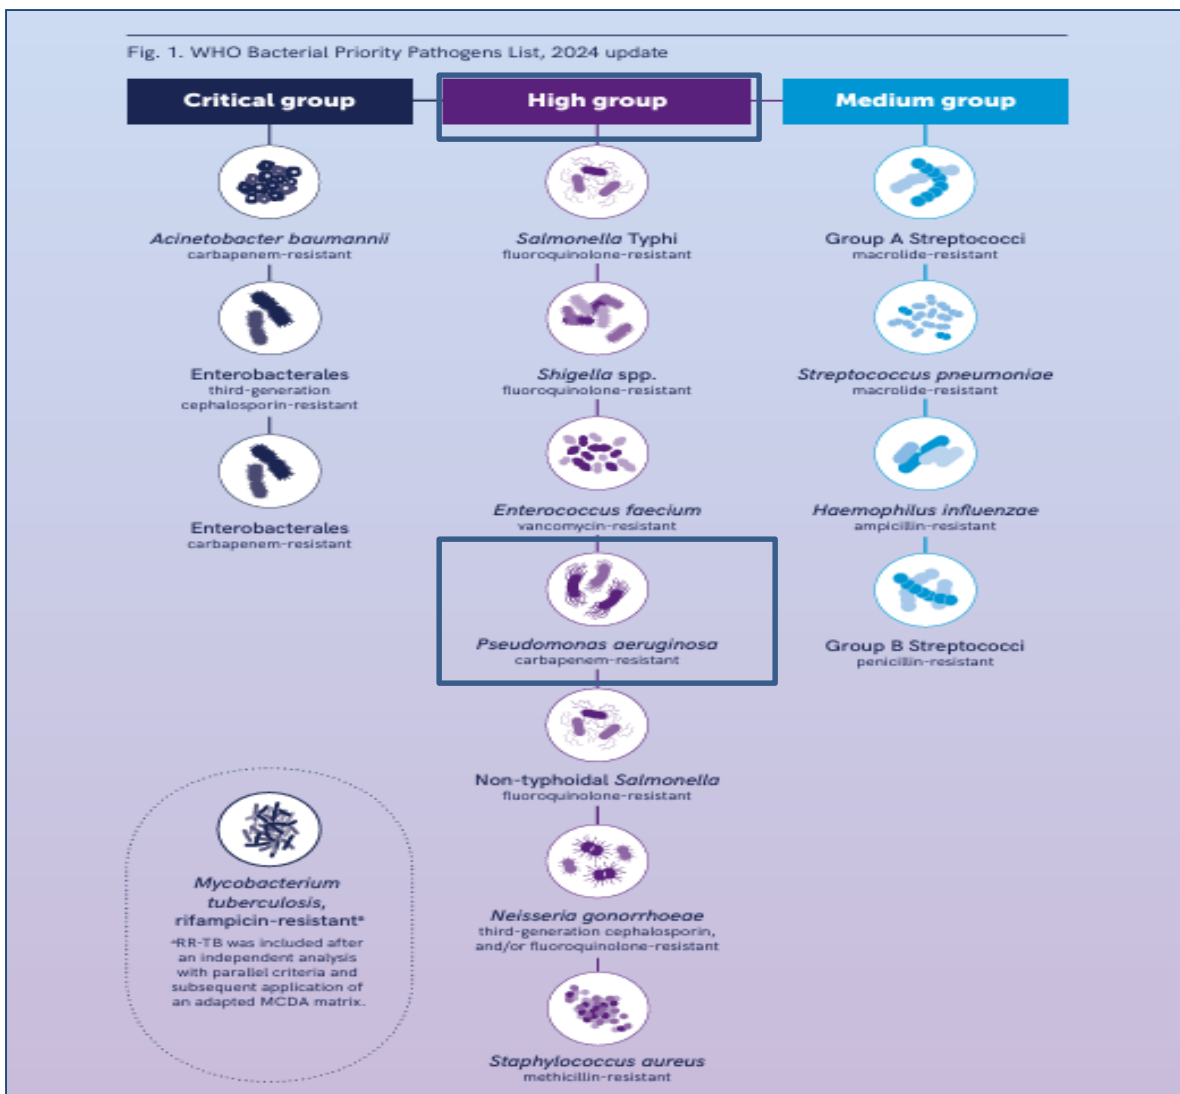 Fig. 1. WHO Bacterial Priority Pathogens List, 2024 update
Critical group
Acinetobacter baumannii
carbapenem-resistant
Enterobacterales
third-generation
cephalosporin-resistant
Enterobacterales
carbapenem-resistant
Mycobacterium
tuberculosis,
rifampicin-resistantᵃ
ᵃRR-TB was included after
an independent analysis
with parallel criteria and
subsequent application of
an adapted MCDA matrix.
High group
Salmonella Typhi
fluoroquinolone-resistant
Shigella spp.
fluoroquinolone-resistant
Enterococcus faecium
vancomycin-resistant
Pseudomonas aeruginosa
carbapenem-resistant
Non-typhoidal Salmonella
fluoroquinolone-resistant
Neisseria gonorrhoeae
third-generation cephalosporin,
and/or fluoroquinolone-resistant
Staphylococcus aureus
methicillin-resistant
Medium group
Group A Streptococci
macrolide-resistant
Streptococcus pneumoniae
macrolide-resistant
Haemophilus influenzae
ampicillin-resistant
Group B Streptococci
penicillin-resistant